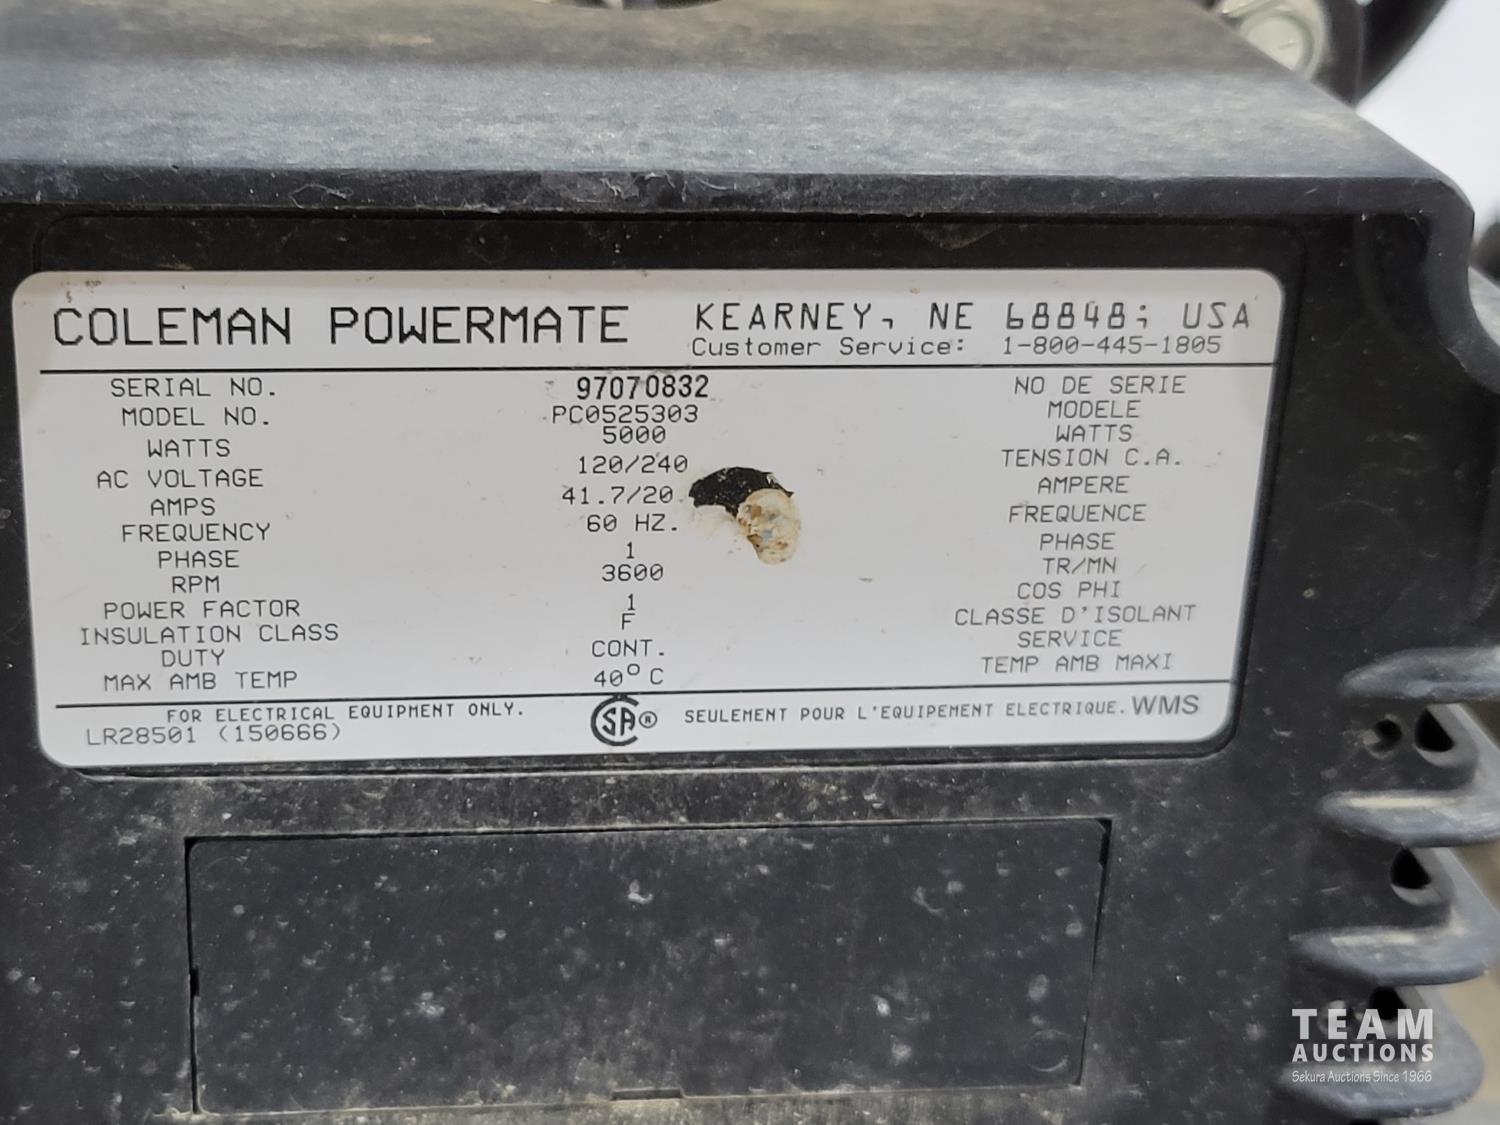 COLEMAN POWERMATE KEARNEY, NE 68848; USA
Customer Service: 1-800-445-1805
SERIAL NO. 97070832 NO DE SERIE
MODEL NO. PC0525303 MODELE
WATTS 5000 WATTS
AC VOLTAGE 120/240 TENSION C.A.
AMPS 41.7/20 AMPERE
FREQUENCY 60 HZ. FREQUENCE
PHASE 1 PHASE
RPM 3600 TR/MN
POWER FACTOR 1 COS PHI
INSULATION CLASS F CLASSE D'ISOLANT
DUTY CONT. SERVICE
MAX AMB TEMP 40°C TEMP AMB MAXI
FOR ELECTRICAL EQUIPMENT ONLY. SA® SEULEMENT POUR L'EQUIPEMENT ELECTRIQUE. WMS
LR28501 (150666)
TEAM
AUCTIONS
Sekura Auctions Since 1966